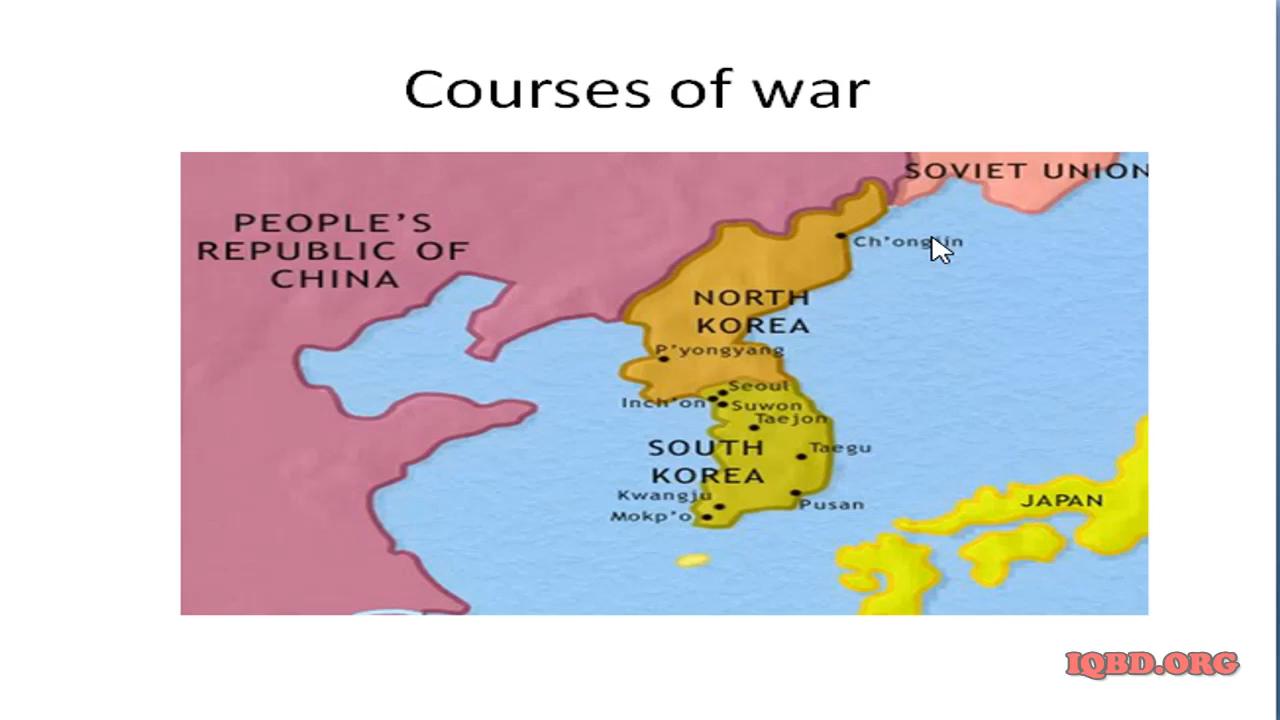 Courses of war
SOVIET UNION
PEOPLE'S
REPUBLIC OF
CHINA
Ch'ongjin
NORTH
KOREA
P'yongyang
Seoul
Inch'on
Suwon
Taejon
SOUTH
KOREA
Taegu
Kwangju
Mokp'o
Pusan
JAPAN
IQBD.ORG